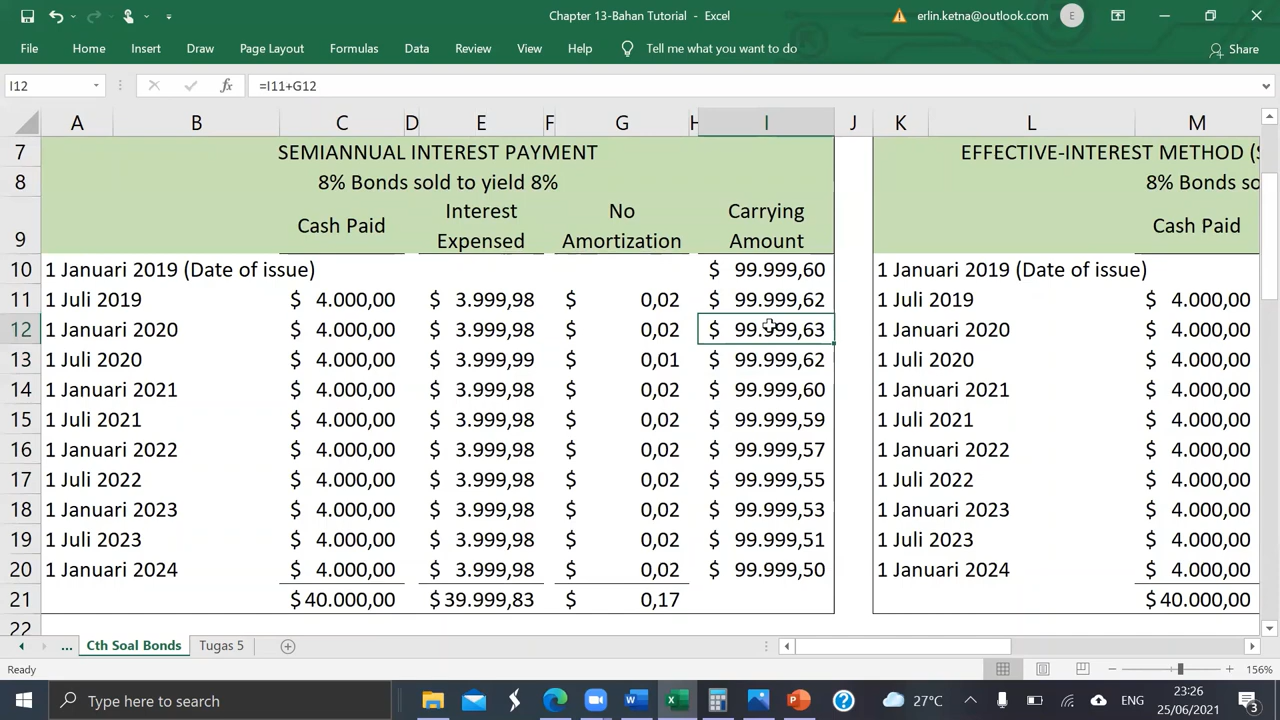 Chapter 13-Bahan Tutorial - Excel
erlin.ketna@outlook.com E
File Home Insert Draw Page Layout Formulas Data Review View Help Tell me what you want to do Share
I12 fx =I11+G12
A B C D E F G H I J K L M
7 SEMIANNUAL INTEREST PAYMENT EFFECTIVE-INTEREST METHOD (S
8 8% Bonds sold to yield 8% 8% Bonds so
9 Cash Paid Interest Expensed No Amortization Carrying Amount Cash Paid
10 1 Januari 2019 (Date of issue) $ 99.999,60 1 Januari 2019 (Date of issue)
11 1 Juli 2019 $ 4.000,00 $ 3.999,98 $ 0,02 $ 99.999,62 1 Juli 2019 $ 4.000,00
12 1 Januari 2020 $ 4.000,00 $ 3.999,98 $ 0,02 $ 99.999,63 1 Januari 2020 $ 4.000,00
13 1 Juli 2020 $ 4.000,00 $ 3.999,99 $ 0,01 $ 99.999,62 1 Juli 2020 $ 4.000,00
14 1 Januari 2021 $ 4.000,00 $ 3.999,98 $ 0,02 $ 99.999,60 1 Januari 2021 $ 4.000,00
15 1 Juli 2021 $ 4.000,00 $ 3.999,98 $ 0,02 $ 99.999,59 1 Juli 2021 $ 4.000,00
16 1 Januari 2022 $ 4.000,00 $ 3.999,98 $ 0,02 $ 99.999,57 1 Januari 2022 $ 4.000,00
17 1 Juli 2022 $ 4.000,00 $ 3.999,98 $ 0,02 $ 99.999,55 1 Juli 2022 $ 4.000,00
18 1 Januari 2023 $ 4.000,00 $ 3.999,98 $ 0,02 $ 99.999,53 1 Januari 2023 $ 4.000,00
19 1 Juli 2023 $ 4.000,00 $ 3.999,98 $ 0,02 $ 99.999,51 1 Juli 2023 $ 4.000,00
20 1 Januari 2024 $ 4.000,00 $ 3.999,98 $ 0,02 $ 99.999,50 1 Januari 2024 $ 4.000,00
21 $ 40.000,00 $ 39.999,83 $ 0,17 $ 40.000,00
22
... Cth Soal Bonds Tugas 5
Ready 156%
Type here to search 27°C ENG 23:26
25/06/2021 3